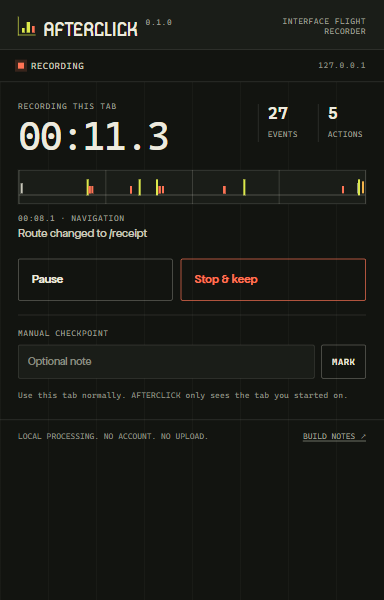 AFTERCLICK 0.1.0
INTERFACE FLIGHT
RECORDER
RECORDING
127.0.0.1
RECORDING THIS TAB
00:11.3
27
EVENTS
5
ACTIONS
00:08.1 · NAVIGATION
Route changed to /receipt
Pause
Stop & keep
MANUAL CHECKPOINT
Optional note
MARK
Use this tab normally. AFTERCLICK only sees the tab you started on.
LOCAL PROCESSING. NO ACCOUNT. NO UPLOAD.
BUILD NOTES ↗